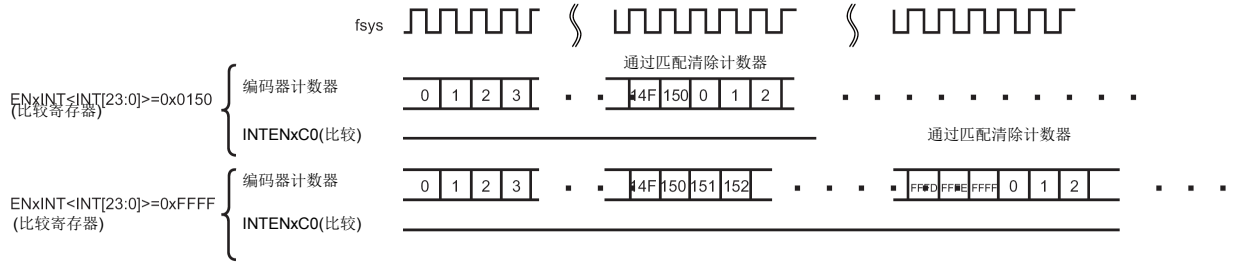 fsys
通过匹配清除计数器
ENxINT<INT[23:0]>=0x0150
(比较寄存器)
编码器计数器
0 1 2 3 14F 150 0 1 2
INTENxC0(比较)
通过匹配清除计数器
ENxINT<INT[23:0]>=0xFFFF
(比较寄存器)
编码器计数器
0 1 2 3 14F 150 151 152 FFFD FFFE FFFF 0 1 2
INTENxC0(比较)